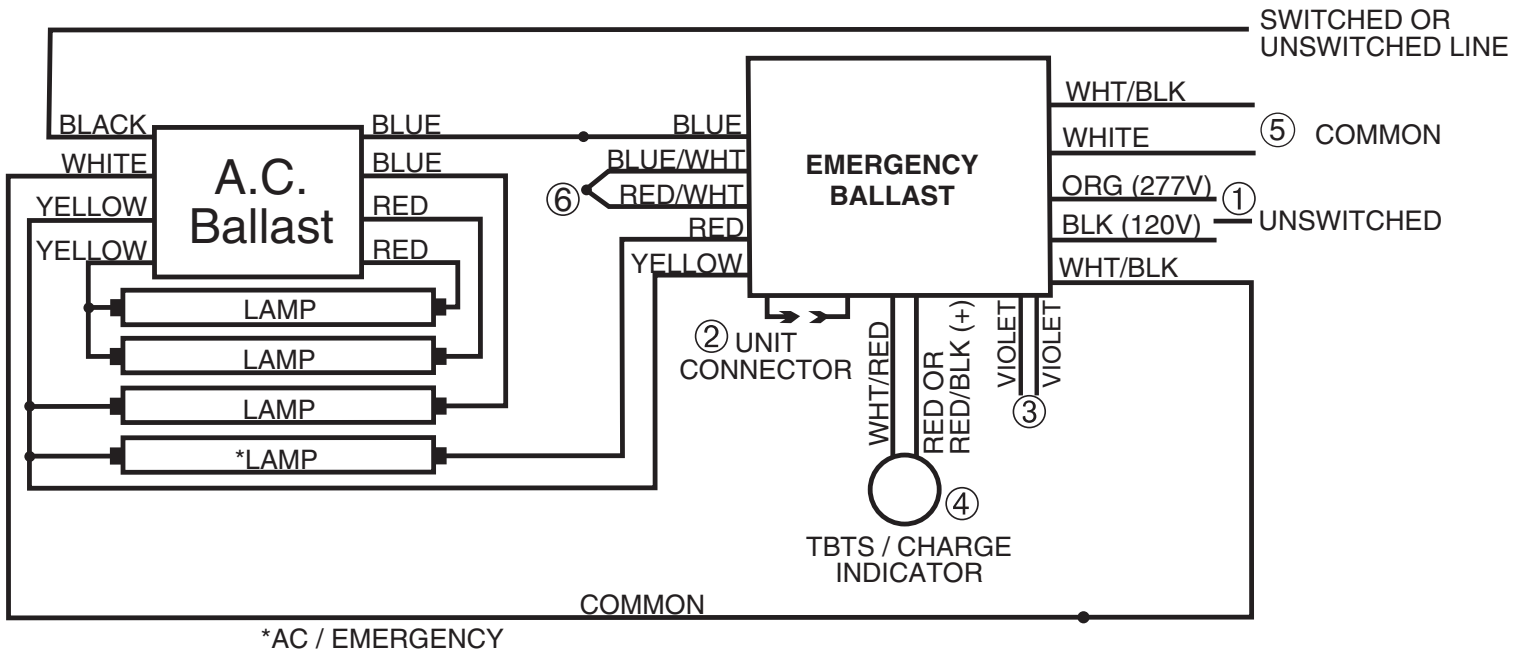 SWITCHED OR
UNSWITCHED LINE
BLACK
WHITE
YELLOW
YELLOW
A.C.
Ballast
BLUE
BLUE
RED
RED
LAMP
LAMP
LAMP
*LAMP
BLUE
BLUE/WHT
RED/WHT
RED
YELLOW
⑥
EMERGENCY
BALLAST
WHT/BLK
WHITE
⑤ COMMON
ORG (277V)
BLK (120V)
① UNSWITCHED
WHT/BLK
② UNIT
CONNECTOR
WHT/RED
RED OR
RED/BLK (+)
VIOLET
VIOLET
③
④
TBTS / CHARGE
INDICATOR
COMMON
*AC / EMERGENCY